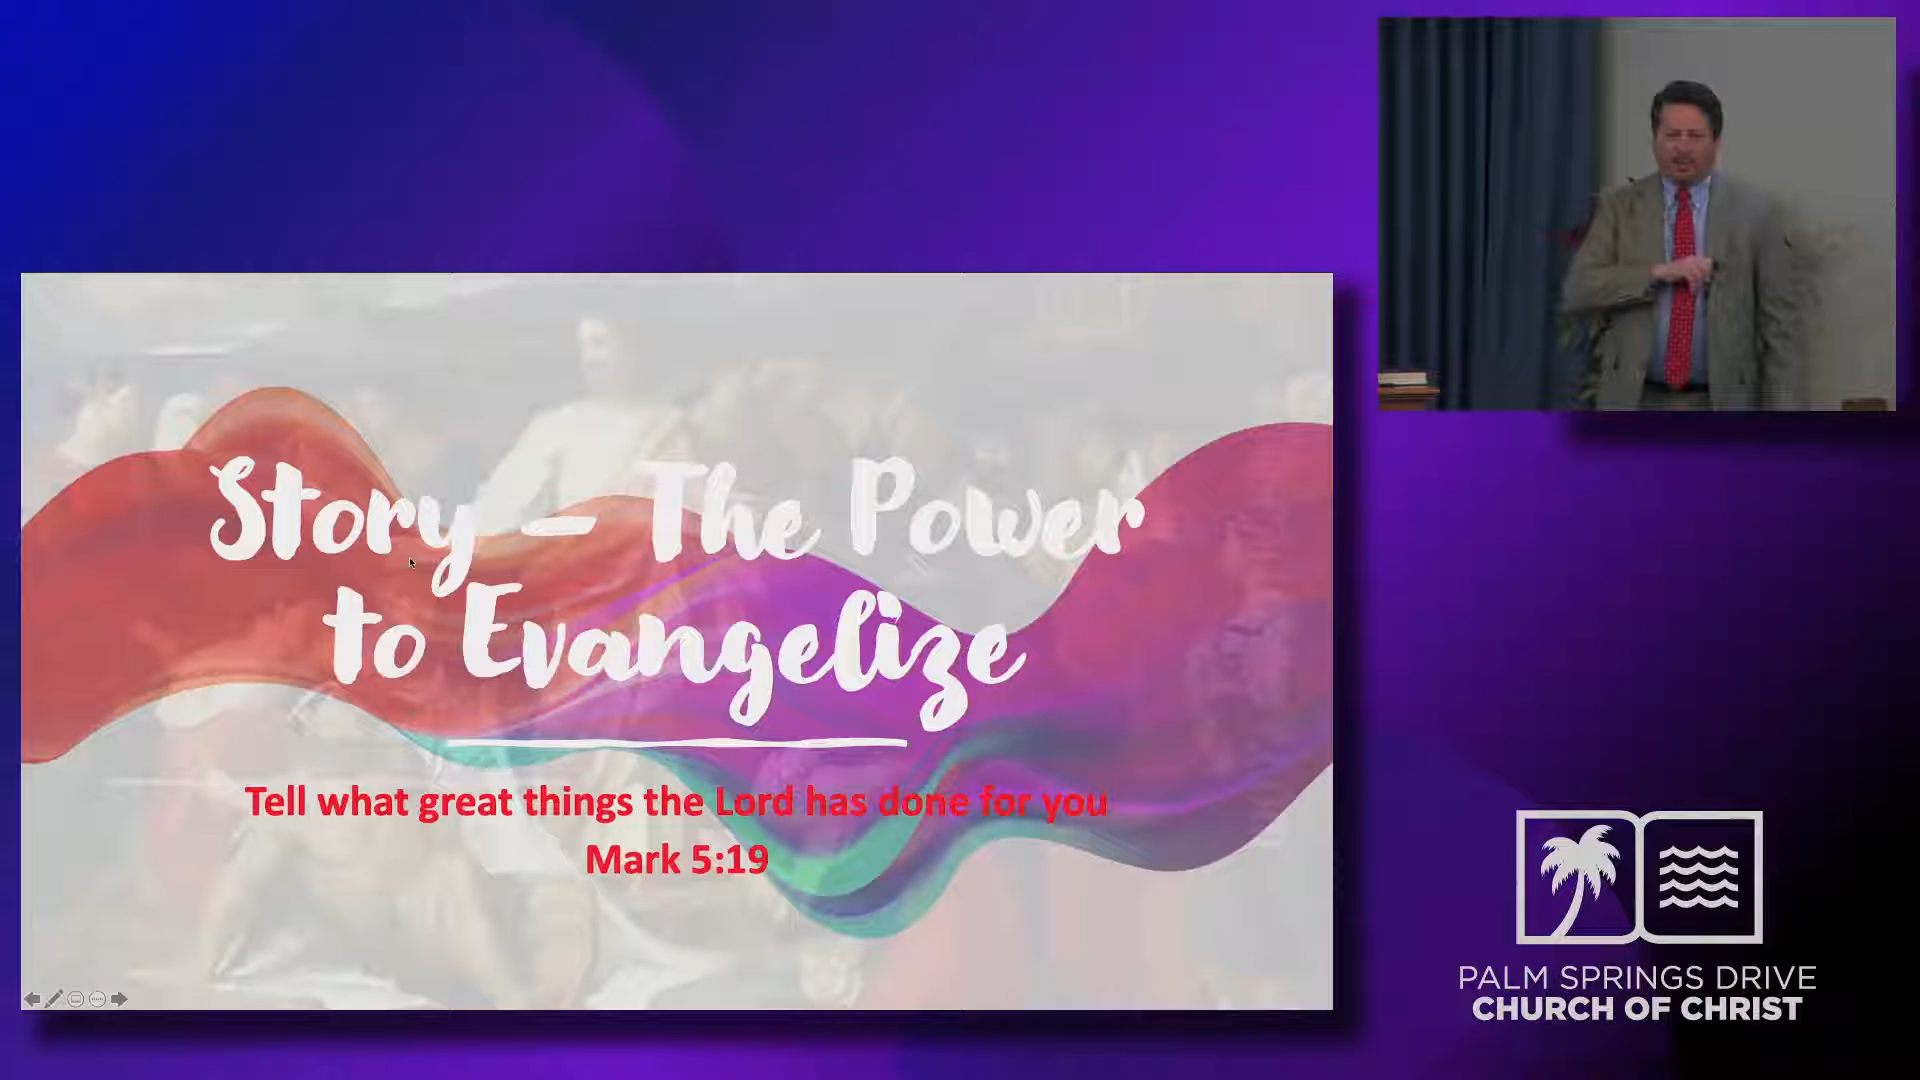 Story – The Power
to Evangelize
Tell what great things the Lord has done for you
Mark 5:19
PALM SPRINGS DRIVE
CHURCH OF CHRIST